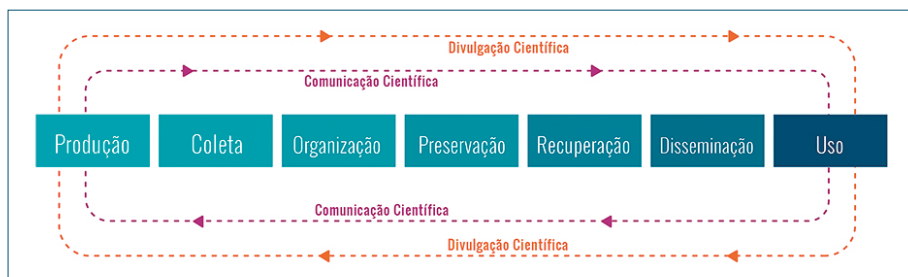 Divulgação Científica
Comunicação Científica
Produção
Coleta
Organização
Preservação
Recuperação
Disseminação
Uso
Comunicação Científica
Divulgação Científica